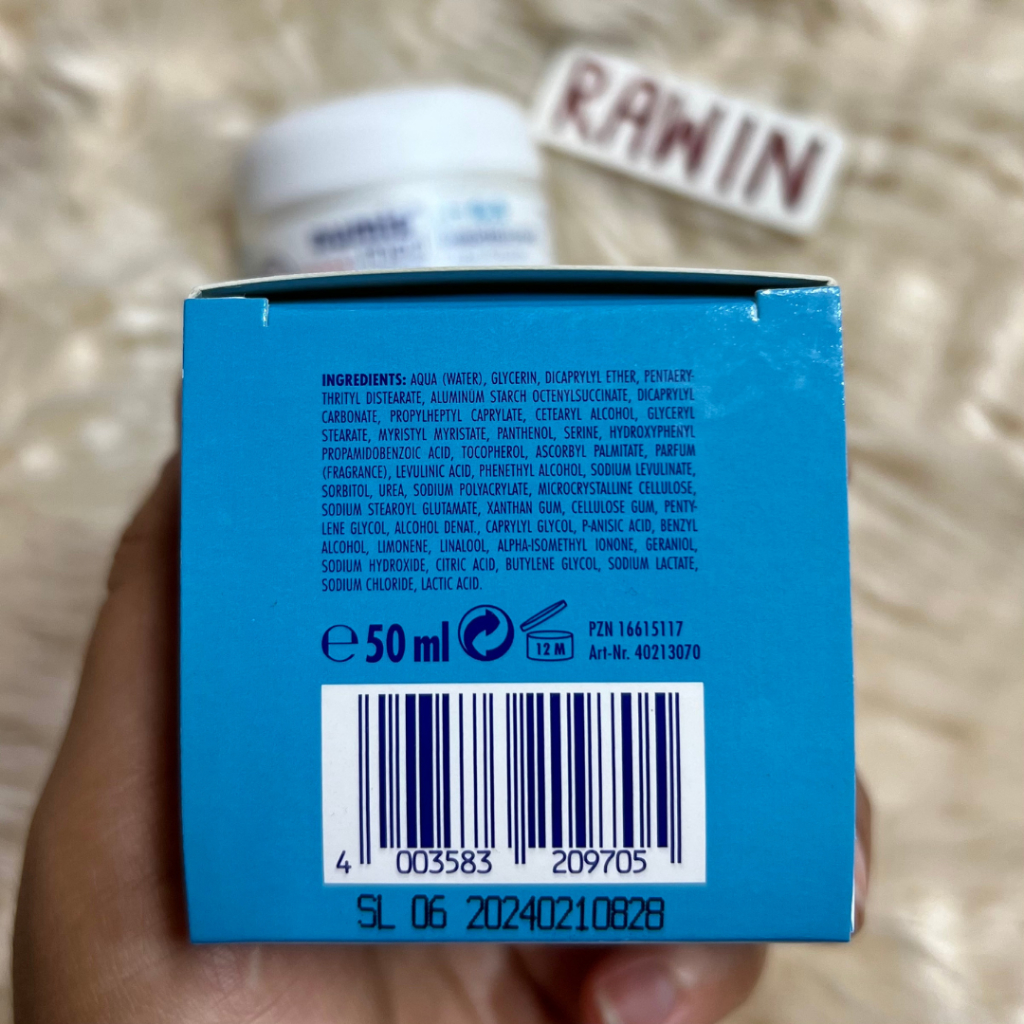 RAWIN
INGREDIENTS: AQUA (WATER), GLYCERIN, DICAPRYLYL ETHER, PENTAERY-
THRITYL DISTEARATE, ALUMINUM STARCH OCTENYLSUCCINATE, DICAPRYLYL
CARBONATE, PROPYLHEPTYL CAPRYLATE, CETEARYL ALCOHOL, GLYCERYL
STEARATE, MYRISTYL MYRISTATE, PANTHENOL, SERINE, HYDROXYPHENYL
PROPAMIDOBENZOIC ACID, TOCOPHEROL, ASCORBYL PALMITATE, PARFUM
(FRAGRANCE), LEVULINIC ACID, PHENETHYL ALCOHOL, SODIUM LEVULINATE,
SORBITOL, UREA, SODIUM POLYACRYLATE, MICROCRYSTALLINE CELLULOSE,
SODIUM STEAROYL GLUTAMATE, XANTHAN GUM, CELLULOSE GUM, PENTY-
LENE GLYCOL, ALCOHOL DENAT., CAPRYLYL GLYCOL, P-ANISIC ACID, BENZYL
ALCOHOL, LIMONENE, LINALOOL, ALPHA-ISOMETHYL IONONE, GERANIOL,
SODIUM HYDROXIDE, CITRIC ACID, BUTYLENE GLYCOL, SODIUM LACTATE,
SODIUM CHLORIDE, LACTIC ACID.
℮ 50 ml 12 M PZN 16615117
Art-Nr. 40213070
4 003583 209705
SL 06 20240210828